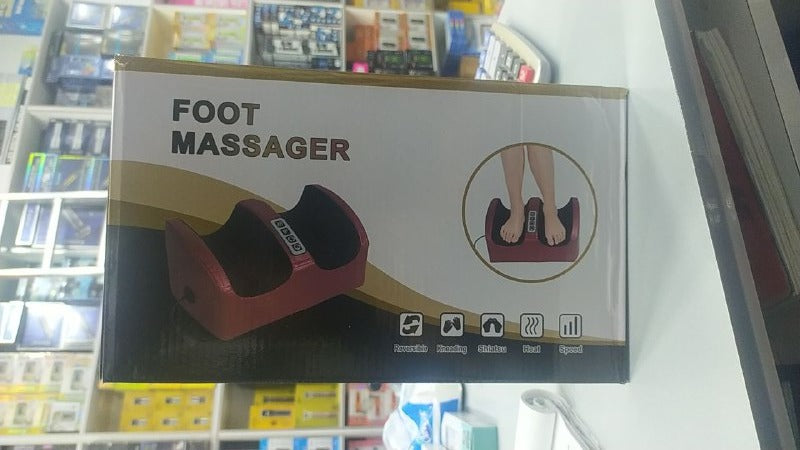 FOOT
MASSAGER
Reversible Kneading Shiatsu Heat Speed